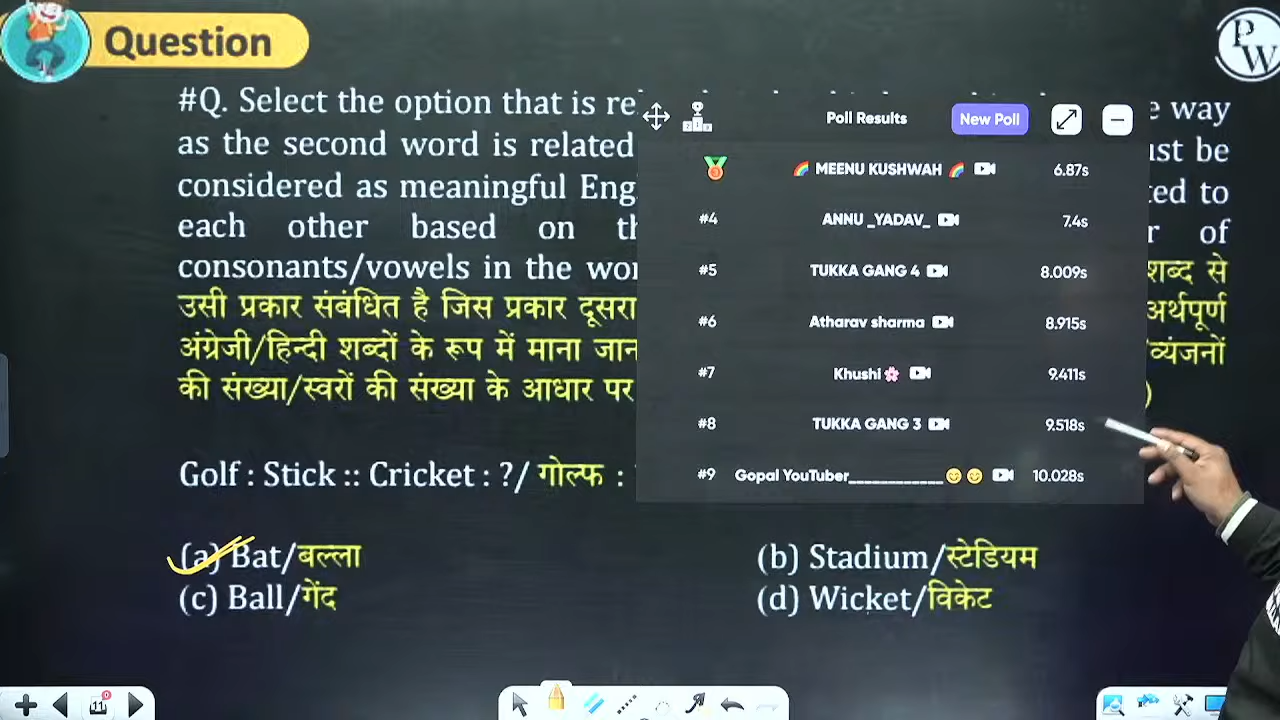 Question
P
W
#Q. Select the option that is re
e way
as the second word is related
ust be
considered as meaningful Eng
ted to
each other based on th
r of
consonants/vowels in the wor
शब्द से
उसी प्रकार संबंधित है जिस प्रकार दूसरा
अर्थपूर्ण
अंग्रेजी/हिन्दी शब्दों के रूप में माना जान
व्यंजनों
की संख्या/स्वरों की संख्या के आधार पर
)
Poll Results
New Poll
MEENU KUSHWAH 6.87s
#4 ANNU _YADAV_ 7.4s
#5 TUKKA GANG 4 8.009s
#6 Atharav sharma 8.915s
#7 Khushi🌸 9.411s
#8 TUKKA GANG 3 9.518s
#9 Gopal YouTuber____________😊😊 10.028s
Golf : Stick :: Cricket : ?/ गोल्फ :
(a) Bat/बल्ला
(b) Stadium/स्टेडियम
(c) Ball/गेंद
(d) Wicket/विकेट
11